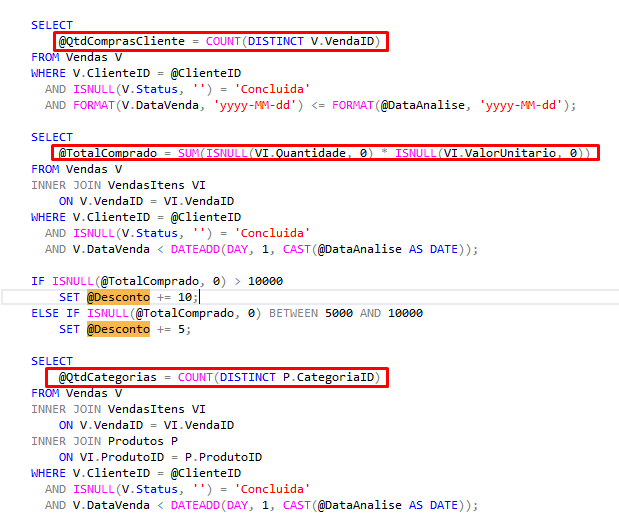 SELECT
@QtdComprasCliente = COUNT(DISTINCT V.VendaID)
FROM Vendas V
WHERE V.ClienteID = @ClienteID
AND ISNULL(V.Status, '') = 'Concluida'
AND FORMAT(V.DataVenda, 'yyyy-MM-dd') <= FORMAT(@DataAnalise, 'yyyy-MM-dd');
SELECT
@TotalComprado = SUM(ISNULL(VI.Quantidade, 0) * ISNULL(VI.ValorUnitario, 0))
FROM Vendas V
INNER JOIN VendasItens VI
ON V.VendaID = VI.VendaID
WHERE V.ClienteID = @ClienteID
AND ISNULL(V.Status, '') = 'Concluida'
AND V.DataVenda < DATEADD(DAY, 1, CAST(@DataAnalise AS DATE));
IF ISNULL(@TotalComprado, 0) > 10000
SET @Desconto += 10;
ELSE IF ISNULL(@TotalComprado, 0) BETWEEN 5000 AND 10000
SET @Desconto += 5;
SELECT
@QtdCategorias = COUNT(DISTINCT P.CategoriaID)
FROM Vendas V
INNER JOIN VendasItens VI
ON V.VendaID = VI.VendaID
INNER JOIN Produtos P
ON VI.ProdutoID = P.ProdutoID
WHERE V.ClienteID = @ClienteID
AND ISNULL(V.Status, '') = 'Concluida'
AND V.DataVenda < DATEADD(DAY, 1, CAST(@DataAnalise AS DATE));